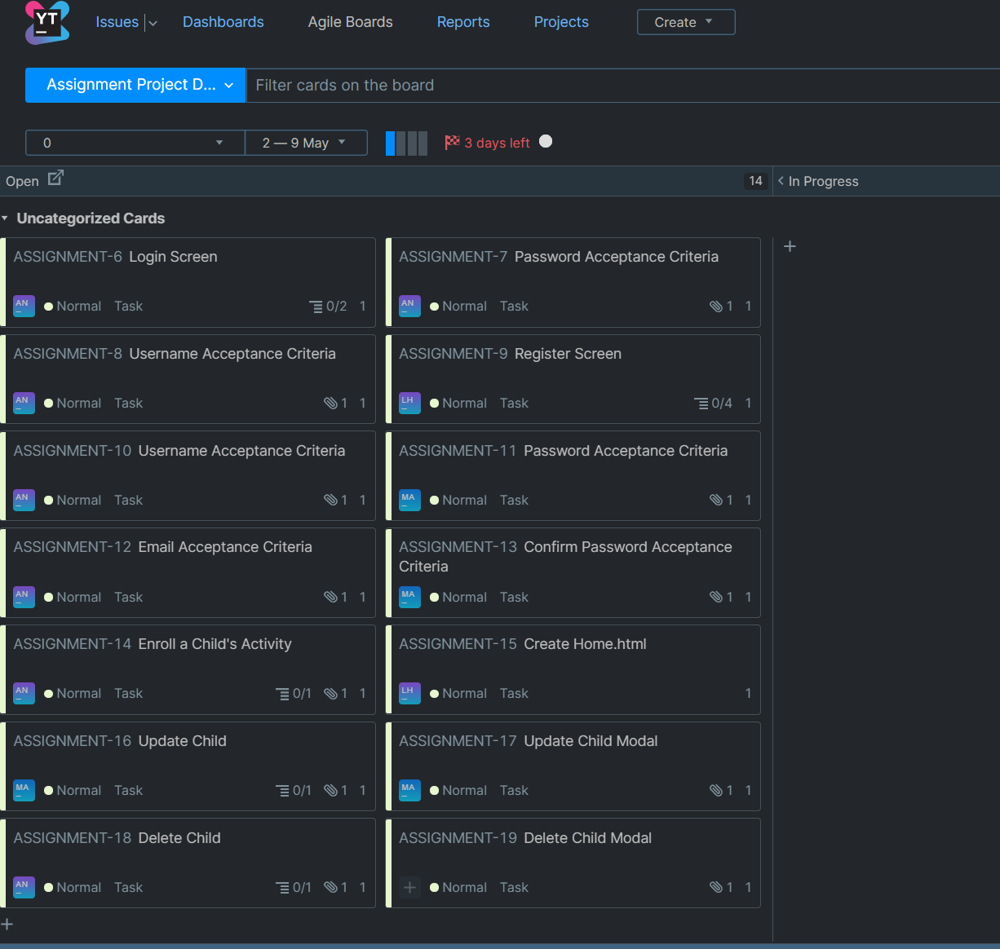 YT
Issues Dashboards Agile Boards Reports Projects Create
Assignment Project D... Filter cards on the board
0 2 — 9 May 3 days left
Open 14 In Progress
Uncategorized Cards
ASSIGNMENT-6 Login Screen
AN Normal Task 0/2 1
ASSIGNMENT-7 Password Acceptance Criteria
AN Normal Task 1 1
ASSIGNMENT-8 Username Acceptance Criteria
AN Normal Task 1 1
ASSIGNMENT-9 Register Screen
LH Normal Task 0/4 1
ASSIGNMENT-10 Username Acceptance Criteria
AN Normal Task 1 1
ASSIGNMENT-11 Password Acceptance Criteria
MA Normal Task 1 1
ASSIGNMENT-12 Email Acceptance Criteria
AN Normal Task 1 1
ASSIGNMENT-13 Confirm Password Acceptance
Criteria
MA Normal Task 1 1
ASSIGNMENT-14 Enroll a Child's Activity
AN Normal Task 0/1 1 1
ASSIGNMENT-15 Create Home.html
LH Normal Task 1
ASSIGNMENT-16 Update Child
MA Normal Task 0/1 1 1
ASSIGNMENT-17 Update Child Modal
MA Normal Task 1 1
ASSIGNMENT-18 Delete Child
AN Normal Task 0/1 1 1
ASSIGNMENT-19 Delete Child Modal
Normal Task 1 1